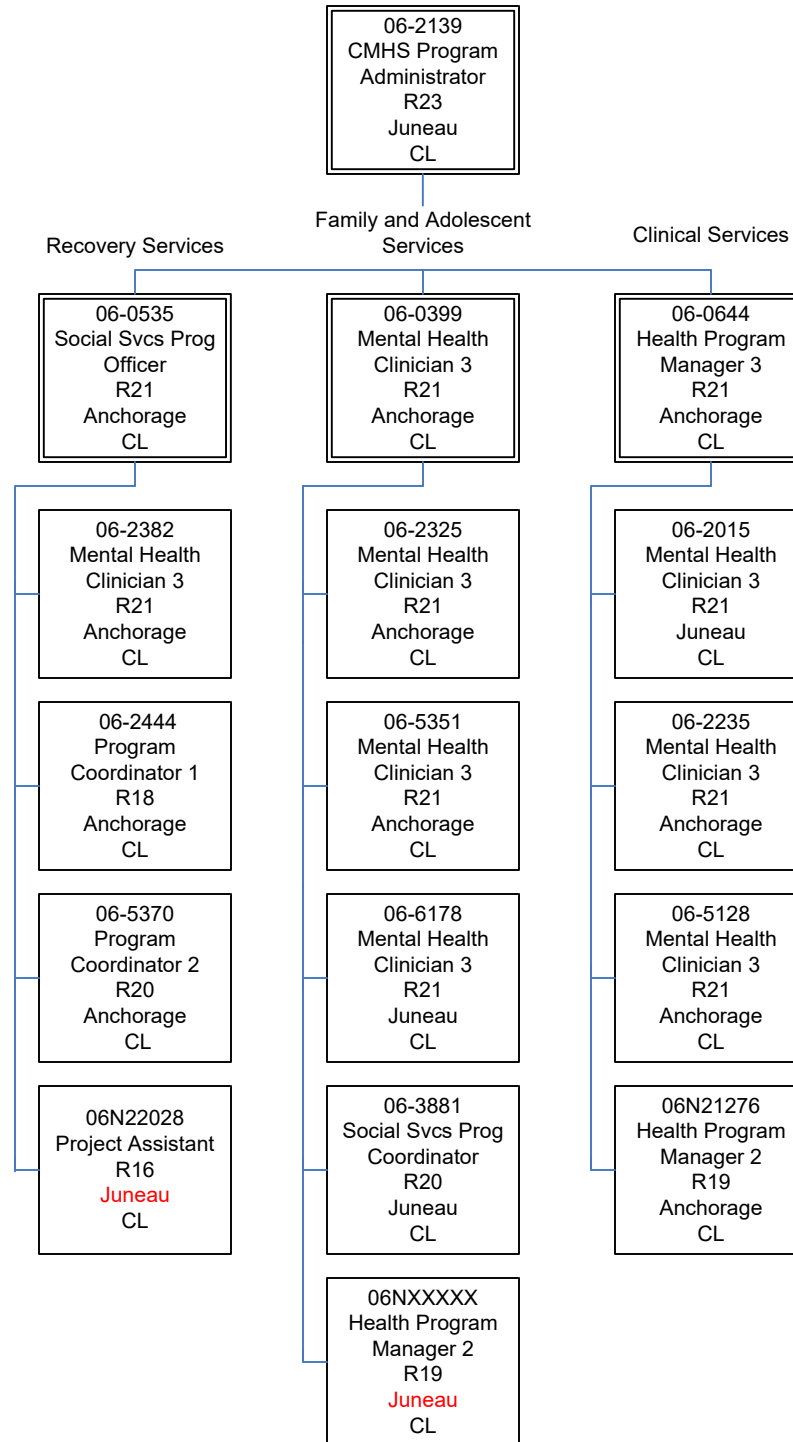 06-2139
CMHS Program
Administrator
R23
Juneau
CL
Recovery Services
Family and Adolescent
Services
Clinical Services
06-0535
Social Svcs Prog
Officer
R21
Anchorage
CL
06-0399
Mental Health
Clinician 3
R21
Anchorage
CL
06-0644
Health Program
Manager 3
R21
Anchorage
CL
06-2382
Mental Health
Clinician 3
R21
Anchorage
CL
06-2325
Mental Health
Clinician 3
R21
Anchorage
CL
06-2015
Mental Health
Clinician 3
R21
Juneau
CL
06-2444
Program
Coordinator 1
R18
Anchorage
CL
06-5351
Mental Health
Clinician 3
R21
Anchorage
CL
06-2235
Mental Health
Clinician 3
R21
Anchorage
CL
06-5370
Program
Coordinator 2
R20
Anchorage
CL
06-6178
Mental Health
Clinician 3
R21
Juneau
CL
06-5128
Mental Health
Clinician 3
R21
Anchorage
CL
06N22028
Project Assistant
R16
Juneau
CL
06-3881
Social Svcs Prog
Coordinator
R20
Juneau
CL
06N21276
Health Program
Manager 2
R19
Anchorage
CL
06NXXXXX
Health Program
Manager 2
R19
Juneau
CL